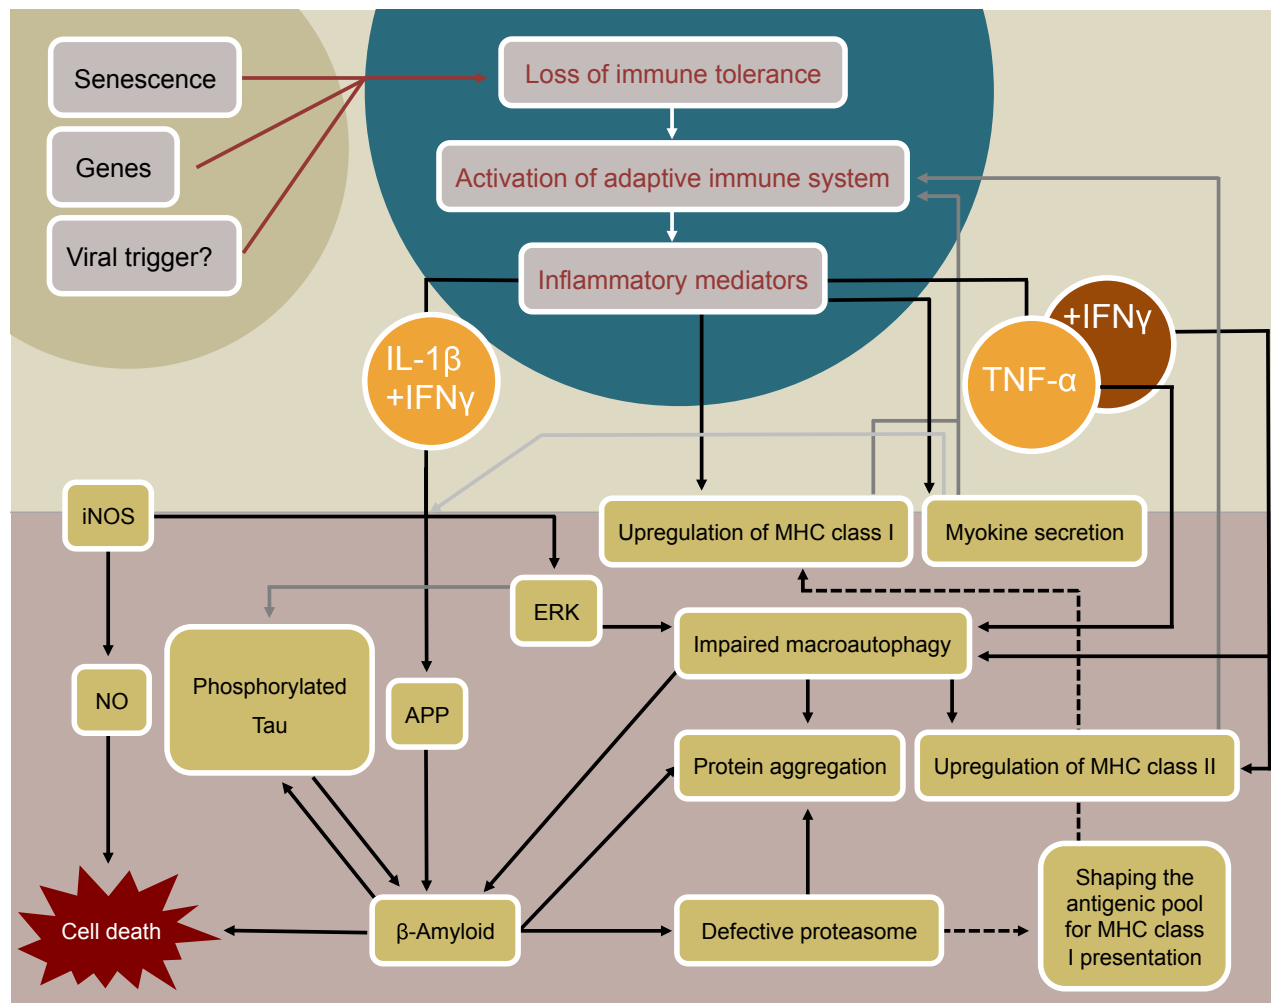 Senescence
Genes
Viral trigger?
Loss of immune tolerance
Activation of adaptive immune system
Inflammatory mediators
IL-1β
+IFNγ
+IFNγ
TNF-α
iNOS
Upregulation of MHC class I
Myokine secretion
ERK
Impaired macroautophagy
NO
Phosphorylated
Tau
APP
Protein aggregation
Upregulation of MHC class II
Cell death
β-Amyloid
Defective proteasome
Shaping the
antigenic pool
for MHC class
I presentation